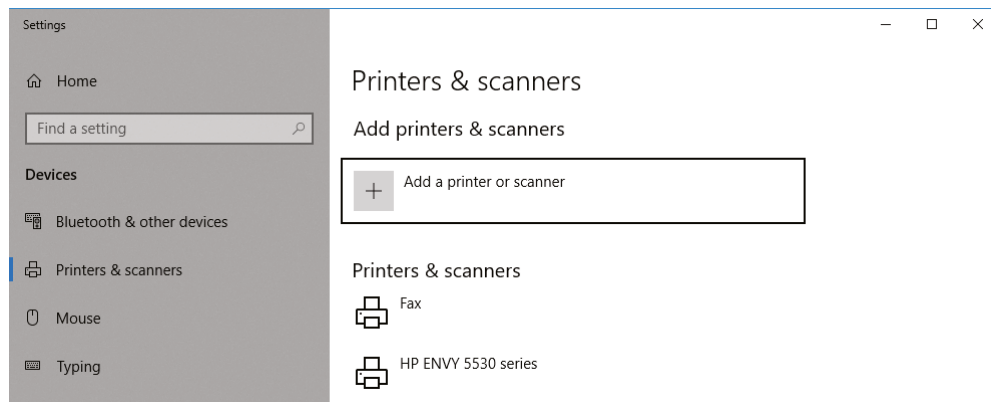 Settings
Home
Find a setting
Devices
Bluetooth & other devices
Printers & scanners
Mouse
Typing
Printers & scanners
Add printers & scanners
Add a printer or scanner
Printers & scanners
Fax
HP ENVY 5530 series